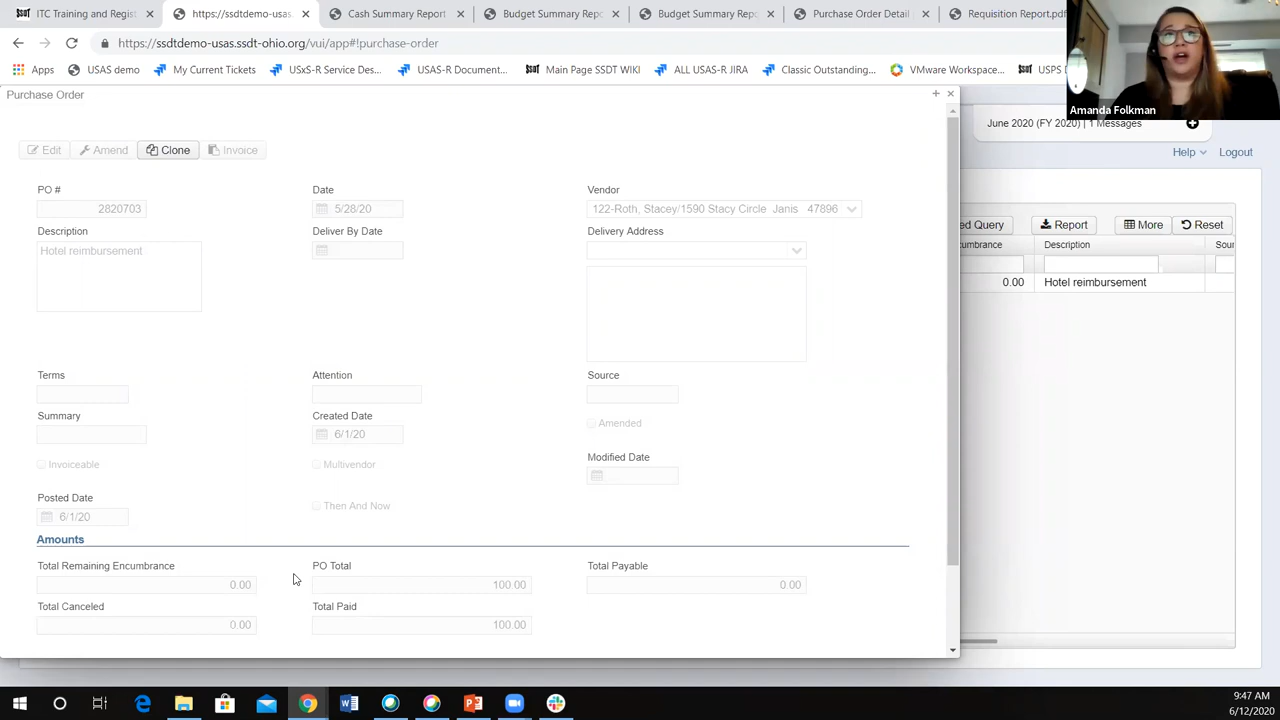 ITC Training and Regist
https://ssdtdemo-usas.
Cash Summary Report
Budget Summary Repo
Budget Summary Repo
Purchase Order Detail
Requisition Report.pdf
https://ssdtdemo-usas.ssdt-ohio.org/vui/app#!purchase-order
Apps
USAS demo
My Current Tickets
USxS-R Service Des...
USAS-R Document...
SSDT
Main Page SSDT WIKI
ALL USAS-R JIRA
Classic Outstanding...
VMware Workspace...
SSDT
USPS D
Amanda Folkman
Purchase Order
June 2020 (FY 2020) | 1 Messages
Help
Logout
Edit
Amend
Clone
Invoice
PO #
Date
Vendor
2820703
5/28/20
122-Roth, Stacey/1590 Stacy Circle Janis 47896
Description
Deliver By Date
Delivery Address
ed Query
Report
More
Reset
Hotel reimbursement
cumbrance
Description
Sour
0.00
Hotel reimbursement
Terms
Attention
Source
Summary
Created Date
Amended
6/1/20
Invoiceable
Multivendor
Modified Date
Posted Date
Then And Now
6/1/20
Amounts
Total Remaining Encumbrance
PO Total
Total Payable
0.00
100.00
0.00
Total Canceled
Total Paid
0.00
100.00
9:47 AM
6/12/2020